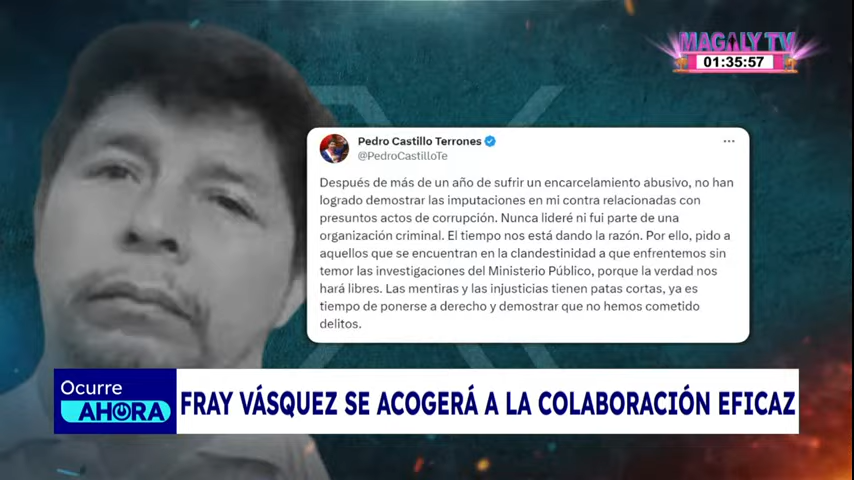 MAGALY TV
01:35:57
Pedro Castillo Terrones
@PedroCastilloTe
Después de más de un año de sufrir un encarcelamiento abusivo, no han
logrado demostrar las imputaciones en mi contra relacionadas con
presuntos actos de corrupción. Nunca lideré ni fui parte de una
organización criminal. El tiempo nos está dando la razón. Por ello, pido a
aquellos que se encuentran en la clandestinidad a que enfrentemos sin
temor las investigaciones del Ministerio Público, porque la verdad nos
hará libres. Las mentiras y las injusticias tienen patas cortas, ya es
tiempo de ponerse a derecho y demostrar que no hemos cometido
delitos.
Ocurre
AHORA
FRAY VÁSQUEZ SE ACOGERÁ A LA COLABORACIÓN EFICAZ